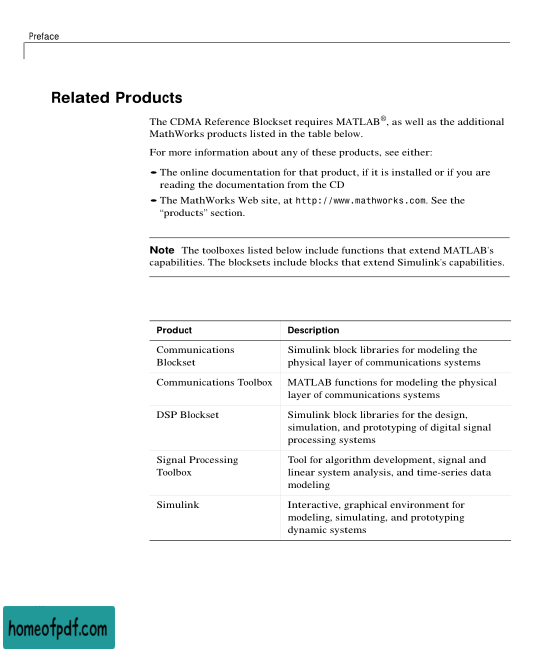 Preface
Related Products
The CDMA Reference Blockset requires MATLAB®, as well as the additional
MathWorks products listed in the table below.
For more information about any of these products, see either:
• The online documentation for that product, if it is installed or if you are
reading the documentation from the CD
• The MathWorks Web site, at http://www.mathworks.com. See the
“products” section.
Note The toolboxes listed below include functions that extend MATLAB's
capabilities. The blocksets include blocks that extend Simulink's capabilities.
Product Description
Communications Simulink block libraries for modeling the
Blockset physical layer of communications systems
Communications Toolbox MATLAB functions for modeling the physical
layer of communications systems
DSP Blockset Simulink block libraries for the design,
simulation, and prototyping of digital signal
processing systems
Signal Processing Tool for algorithm development, signal and
Toolbox linear system analysis, and time-series data
modeling
Simulink Interactive, graphical environment for
modeling, simulating, and prototyping
dynamic systems
homeofpdf.com